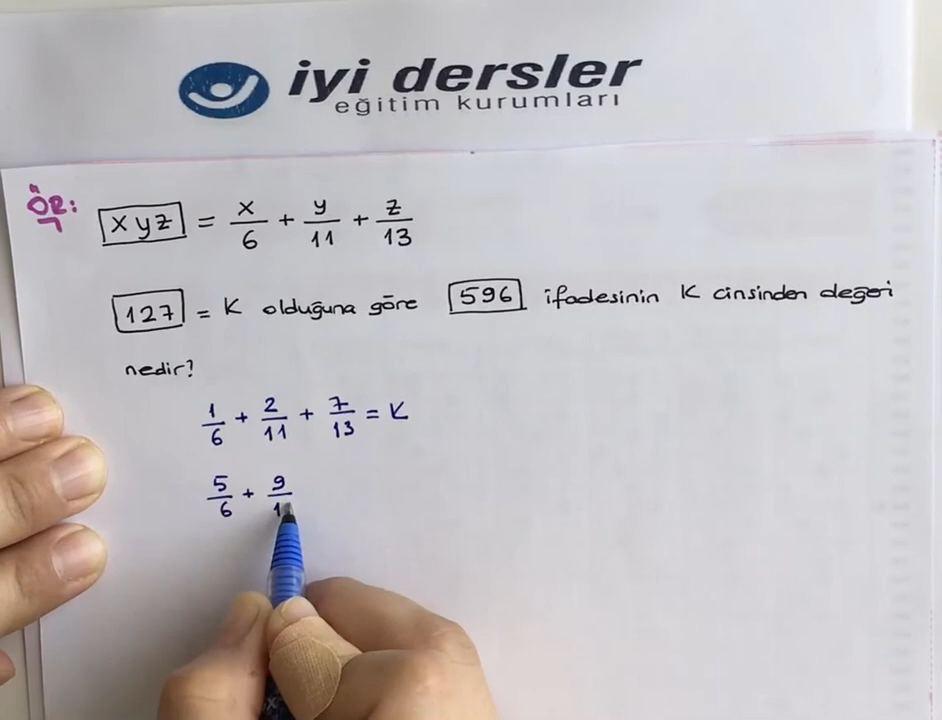 iyi dersler
eğitim kurumları
ÖR: xyz = x/6 + y/11 + z/13
127 = K olduğuna göre 596 ifadesinin K cinsinden değeri
nedir?
1/6 + 2/11 + 7/13 = K
5/6 + 9/1